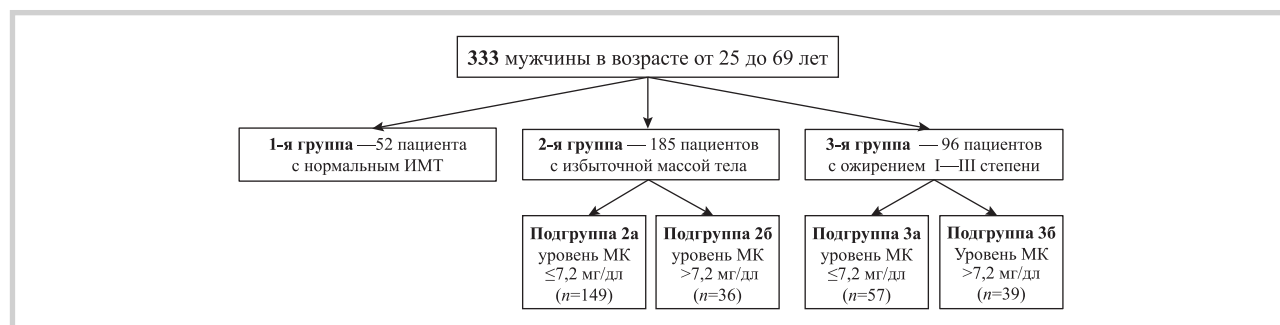 333 мужчины в возрасте от 25 до 69 лет
1-я группа —52 пациента
с нормальным ИМТ
2-я группа — 185 пациентов
с избыточной массой тела
3-я группа — 96 пациентов
с ожирением I—III степени
Подгруппа 2а
уровень МК
≤7,2 мг/дл
(n=149)
Подгруппа 2б
уровень МК
>7,2 мг/дл
(n=36)
Подгруппа 3а
уровень МК
≤7,2 мг/дл
(n=57)
Подгруппа 3б
Уровень МК
>7,2 мг/дл
(n=39)